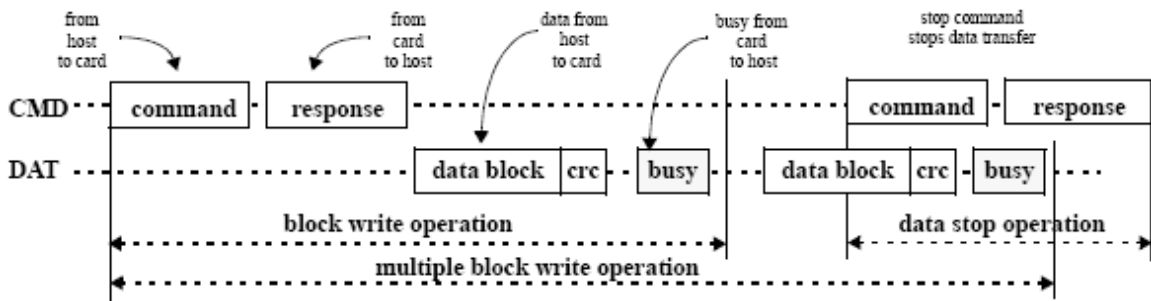 from
host
to card
from
card
to host
data from
host
to card
busy from
card
to host
stop command
stops data transfer
CMD
command
response
command
response
DAT
data block
crc
busy
data block
crc
busy
block write operation
data stop operation
multiple block write operation